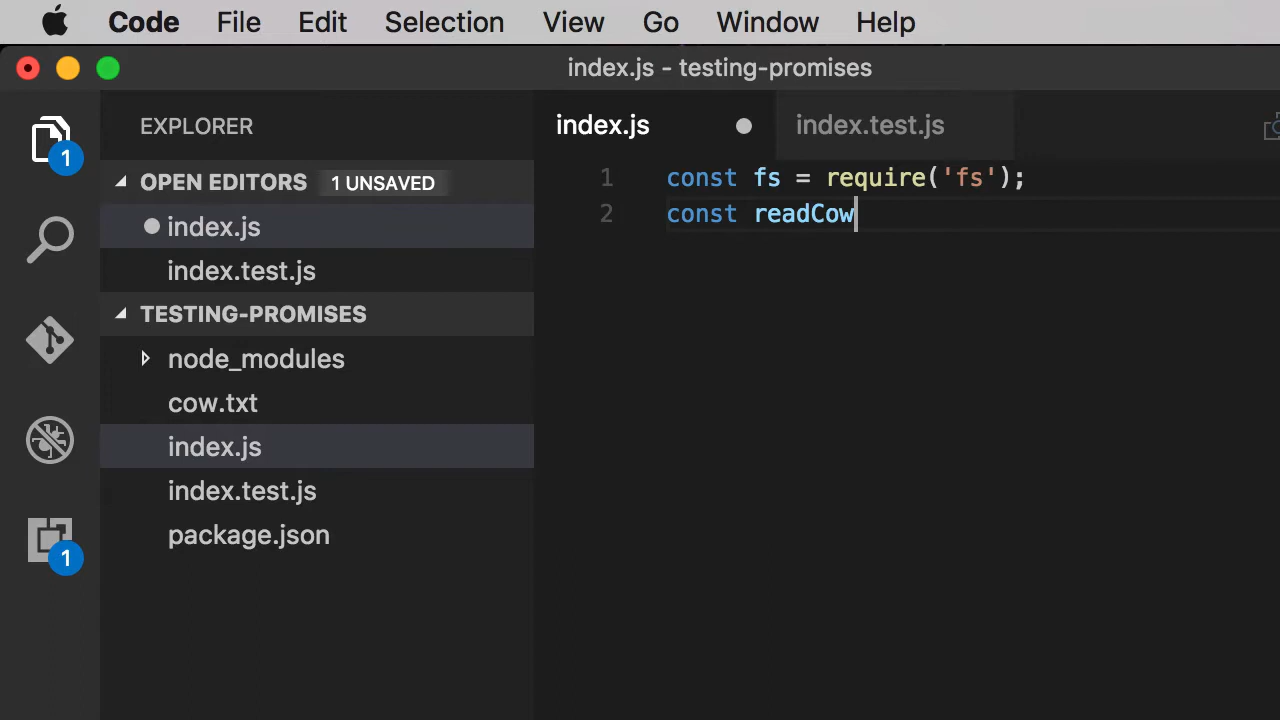 Code File Edit Selection View Go Window Help
index.js - testing-promises
EXPLORER
1
OPEN EDITORS 1 UNSAVED
index.js
index.test.js
TESTING-PROMISES
node_modules
cow.txt
index.js
index.test.js
package.json
1
index.js index.test.js
1 const fs = require('fs');
2 const readCow